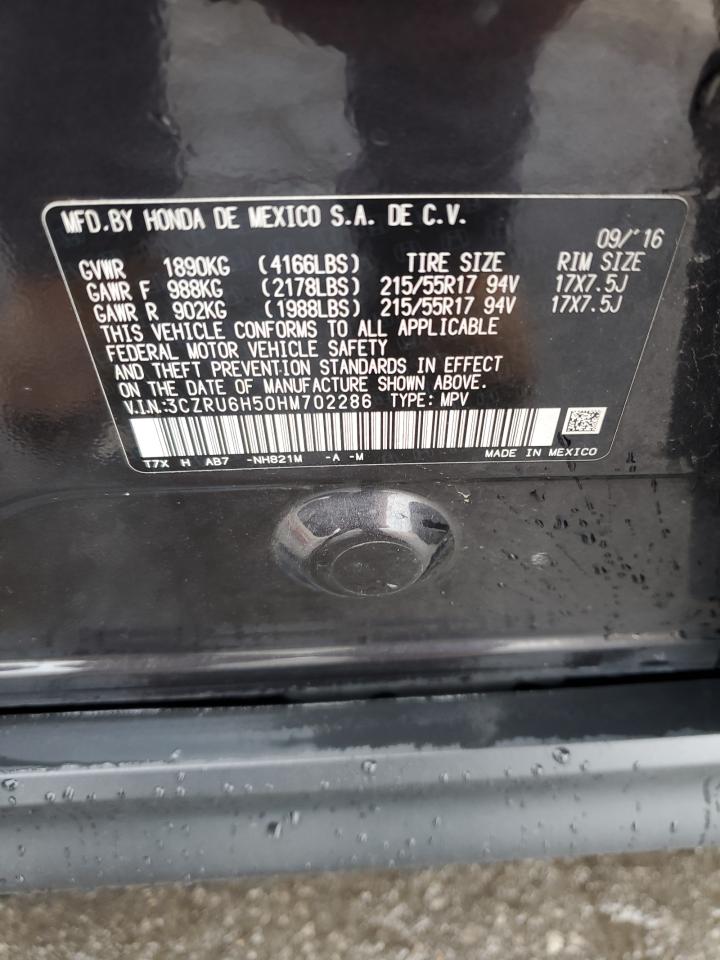 MFD.BY HONDA DE MEXICO S.A. DE C.V.
09/'16
GVWR 1890KG (4166LBS) TIRE SIZE RIM SIZE
GAWR F 988KG (2178LBS) 215/55R17 94V 17X7.5J
GAWR R 902KG (1988LBS) 215/55R17 94V 17X7.5J
THIS VEHICLE CONFORMS TO ALL APPLICABLE
FEDERAL MOTOR VEHICLE SAFETY
AND THEFT PREVENTION STANDARDS IN EFFECT
ON THE DATE OF MANUFACTURE SHOWN ABOVE.
V.I.N:3CZRU6H50HM702286 TYPE: MPV
T7X H AB7 -NH821M -A -M MADE IN MEXICO